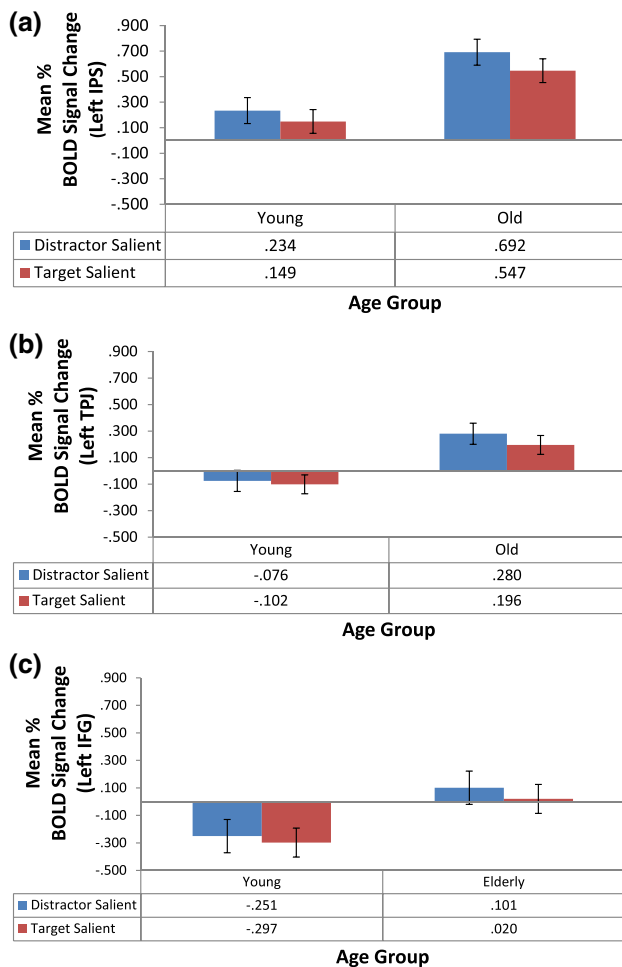 (a)
Mean %
BOLD Signal Change
(Left IPS)
.900
.700
.500
.300
.100
-.100
-.300
-.500
Young Old
Distractor Salient .234 .692
Target Salient .149 .547
Age Group
(b)
Mean %
BOLD Signal Change
(Left TPJ)
.900
.700
.500
.300
.100
-.100
-.300
-.500
Young Old
Distractor Salient -.076 .280
Target Salient -.102 .196
Age Group
(c)
Mean %
BOLD Signal Change
(Left IFG)
.900
.700
.500
.300
.100
-.100
-.300
-.500
Young Elderly
Distractor Salient -.251 .101
Target Salient -.297 .020
Age Group